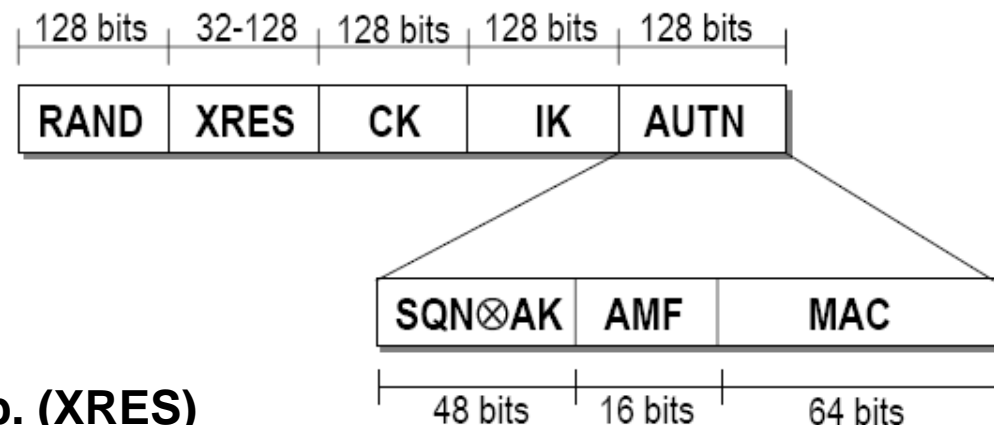 128 bits 32-128 128 bits 128 bits 128 bits
RAND XRES CK IK AUTN
SQN⊗AK AMF MAC
48 bits 16 bits 64 bits
(XRES)